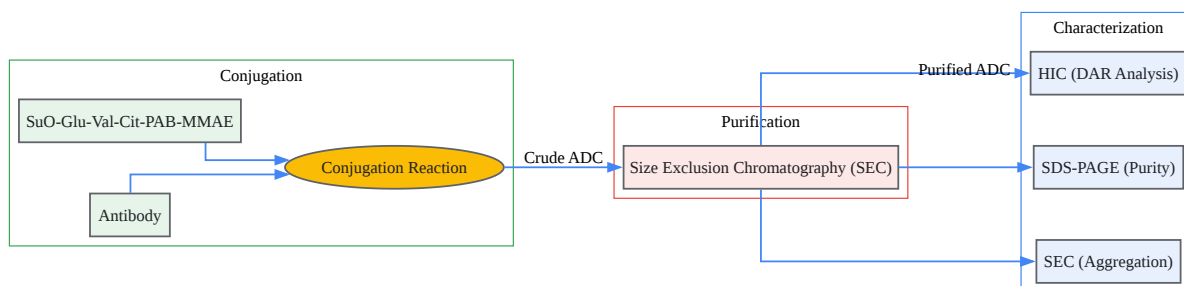 Conjugation
SuO-Glu-Val-Cit-PAB-MMAE
Antibody
Conjugation Reaction
Crude ADC
Purification
Size Exclusion Chromatography (SEC)
Purified ADC
Characterization
HIC (DAR Analysis)
SDS-PAGE (Purity)
SEC (Aggregation)